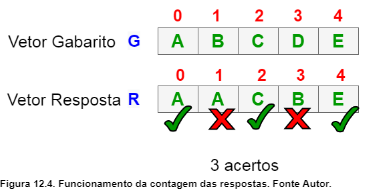 0 1 2 3 4
Vetor Gabarito G A B C D E
0 1 2 3 4
Vetor Resposta R A A C B E
3 acertos
Figura 12.4. Funcionamento da contagem das respostas. Fonte Autor.